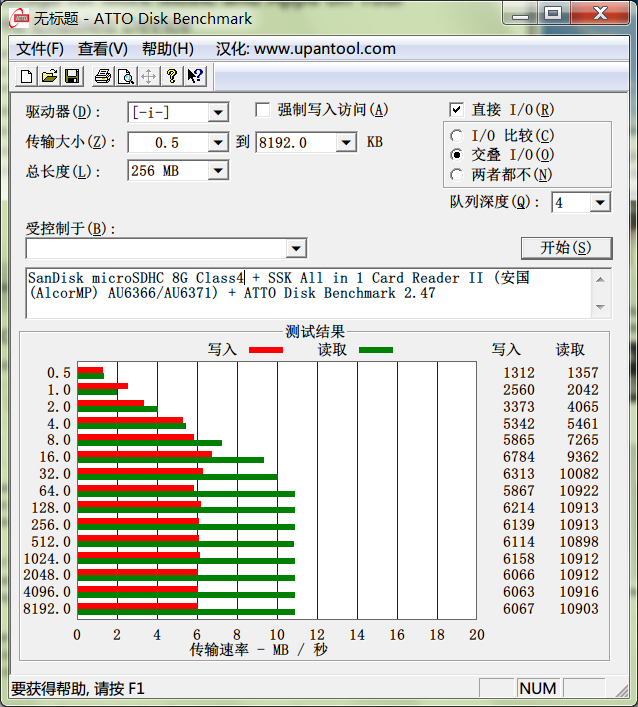 无标题 - ATTO Disk Benchmark
文件(F) 查看(V) 帮助(H) 汉化: www.upantool.com
驱动器(D): [-i-] 强制写入访问(A) 直接 I/O(R)
传输大小(Z): 0.5 到 8192.0 KB I/O 比较(C)
交叠 I/O(O)
总长度(L): 256 MB 两者都不(N)
队列深度(Q): 4
受控制于(B):
开始(S)
SanDisk microSDHC 8G Class4 + SSK All in 1 Card Reader II (安国
(AlcorMP) AU6366/AU6371) + ATTO Disk Benchmark 2.47
测试结果
写入 读取 写入 读取
0.5 1312 1357
1.0 2560 2042
2.0 3373 4065
4.0 5342 5461
8.0 5865 7265
16.0 6784 9362
32.0 6313 10082
64.0 5867 10922
128.0 6214 10913
256.0 6139 10913
512.0 6114 10898
1024.0 6158 10912
2048.0 6066 10912
4096.0 6063 10916
8192.0 6067 10903
0 2 4 6 8 10 12 14 16 18 20
传输速率 - MB / 秒
要获得帮助, 请按 F1 NUM